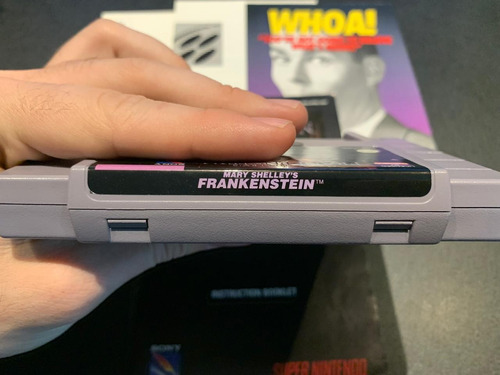 WHOA!
MARY SHELLEY'S
FRANKENSTEIN™
INSTRUCTION BOOKLET
SONY
SUPER NINTENDO